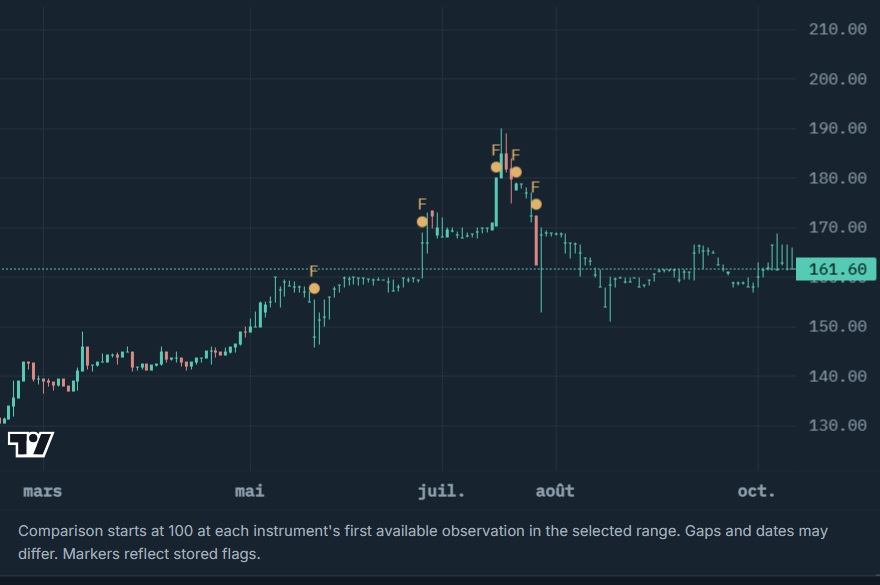 210.00
200.00
190.00
F
F
180.00
F
F
170.00
F
161.60
150.00
140.00
130.00
mars mai juil. août oct.
Comparison starts at 100 at each instrument's first available observation in the selected range. Gaps and dates may
differ. Markers reflect stored flags.